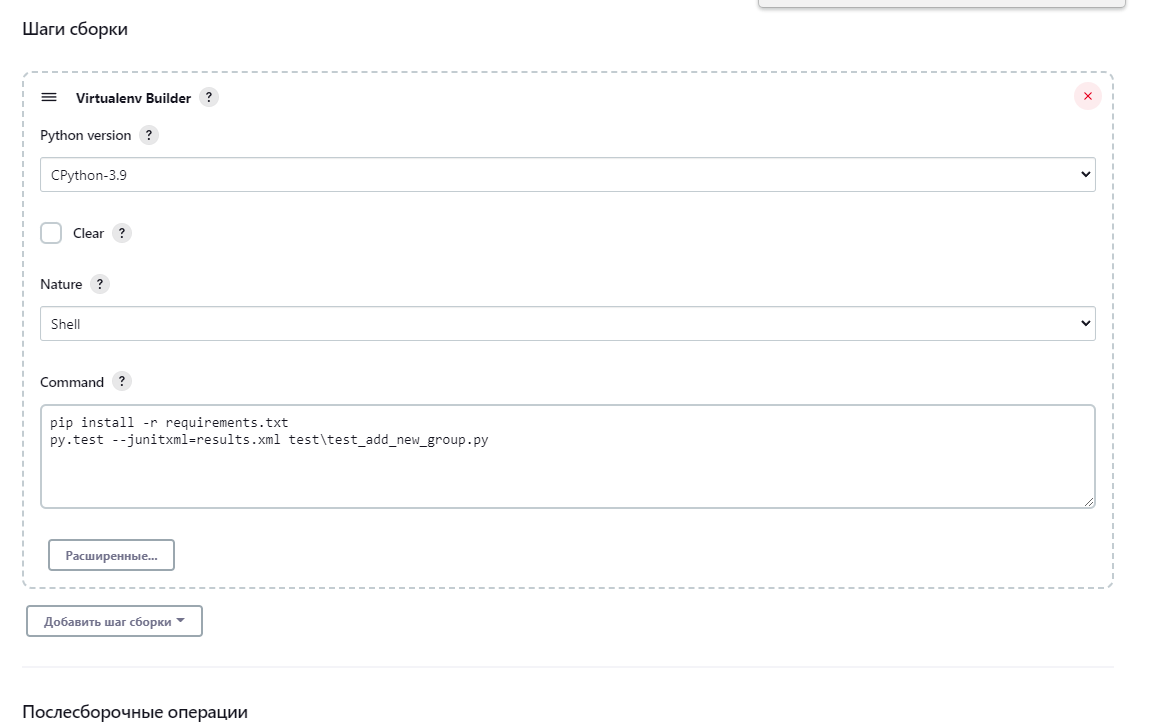 Шаги сборки
Virtualenv Builder ?
Python version ?
CPython-3.9
Clear ?
Nature ?
Shell
Command ?
pip install -r requirements.txt
py.test --junitxml=results.xml test\test_add_new_group.py
Расширенные...
Добавить шаг сборки
Послесборочные операции